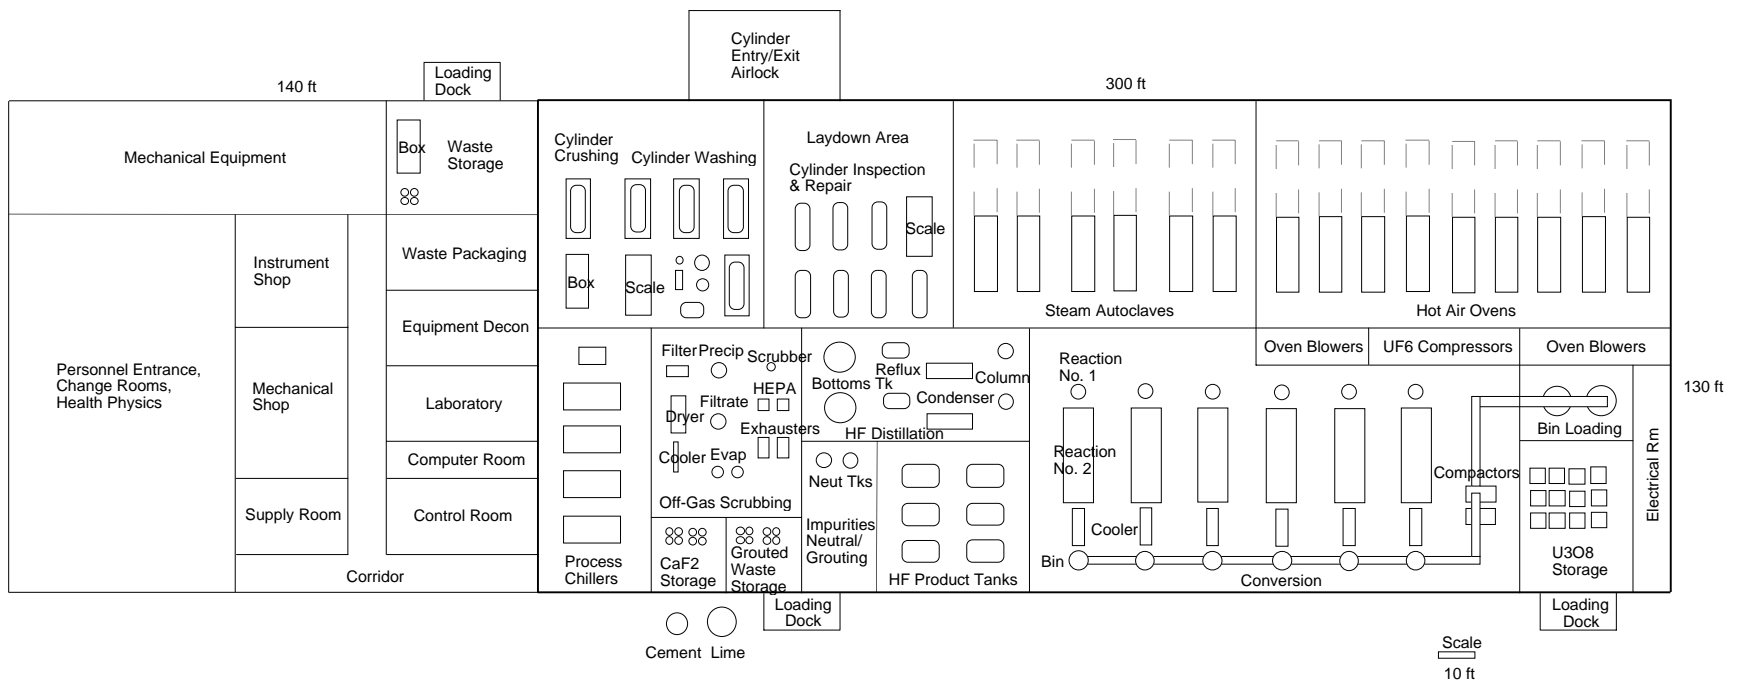 Cylinder
Entry/Exit
Airlock
140 ft
Loading
Dock
300 ft
Mechanical Equipment
Box
Waste
Storage
Cylinder
Crushing
Cylinder Washing
Laydown Area
Cylinder Inspection
& Repair
Scale
Box
Scale
Steam Autoclaves
Hot Air Ovens
Instrument
Shop
Waste Packaging
Equipment Decon
Personnel Entrance,
Change Rooms,
Health Physics
Mechanical
Shop
Laboratory
Computer Room
Supply Room
Control Room
Corridor
Process
Chillers
Filter
Precip
Scrubber
HEPA
Dryer
Filtrate
Exhausters
Cooler
Evap
Off-Gas Scrubbing
CaF2
Storage
Grouted
Waste
Storage
Bottoms Tk
Reflux
Column
Condenser
HF Distillation
Neut Tks
Impurities
Neutral/
Grouting
HF Product Tanks
Reaction
No. 1
Reaction
No. 2
Cooler
Bin
Conversion
Compactors
Oven Blowers
UF6 Compressors
Oven Blowers
Bin Loading
Electrical Rm
U3O8
Storage
130 ft
Loading
Dock
Loading
Dock
Cement
Lime
Scale
10 ft